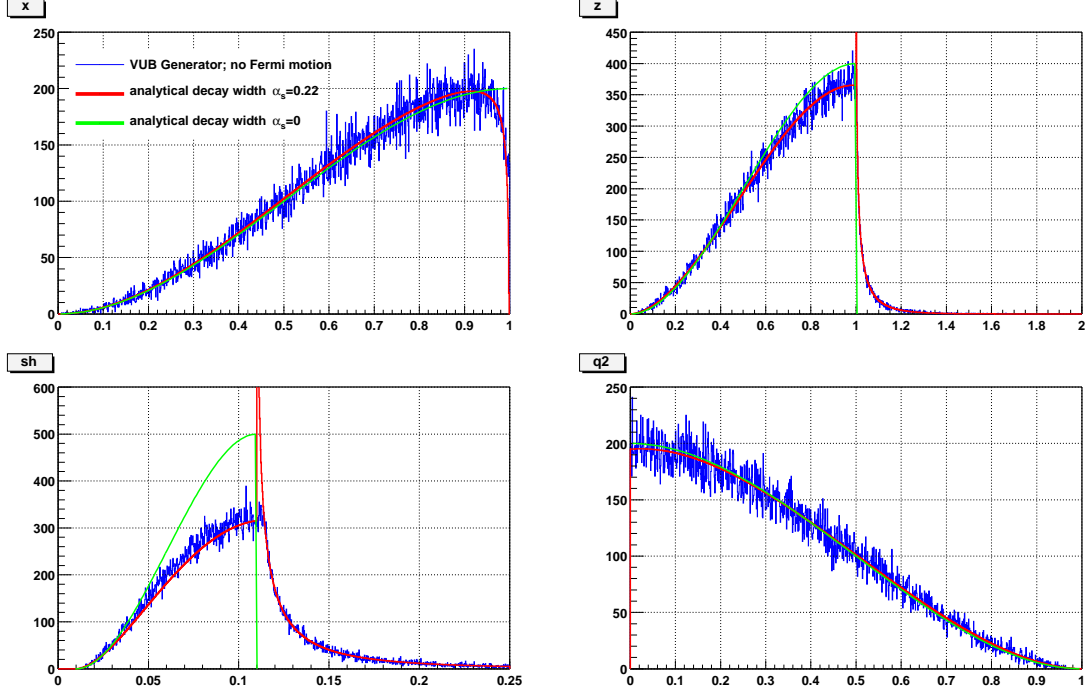 x
250
200
150
100
50
0
VUB Generator; no Fermi motion
analytical decay width αs=0.22
analytical decay width αs=0
0 0.1 0.2 0.3 0.4 0.5 0.6 0.7 0.8 0.9 1
z
450
400
350
300
250
200
150
100
50
0
0 0.2 0.4 0.6 0.8 1 1.2 1.4 1.6 1.8 2
sh
600
500
400
300
200
100
0
0 0.05 0.1 0.15 0.2 0.25
q2
250
200
150
100
50
0
0 0.1 0.2 0.3 0.4 0.5 0.6 0.7 0.8 0.9 1